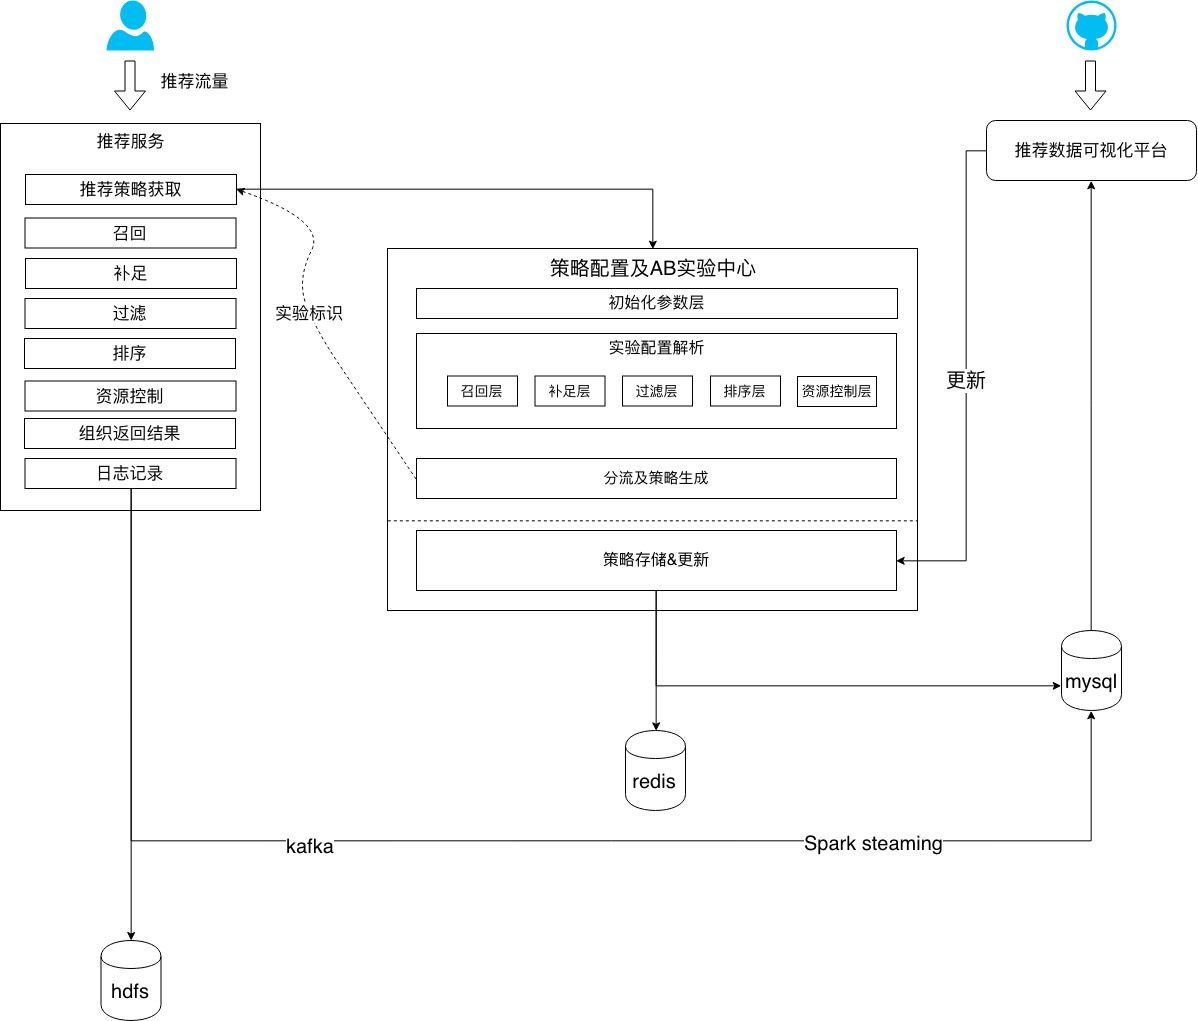 推荐流量
推荐服务
推荐策略获取
召回
补足
过滤
排序
资源控制
组织返回结果
日志记录
实验标识
策略配置及AB实验中心
初始化参数层
实验配置解析
召回层
补足层
过滤层
排序层
资源控制层
分流及策略生成
策略存储&更新
推荐数据可视化平台
更新
mysql
redis
kafka
Spark steaming
hdfs